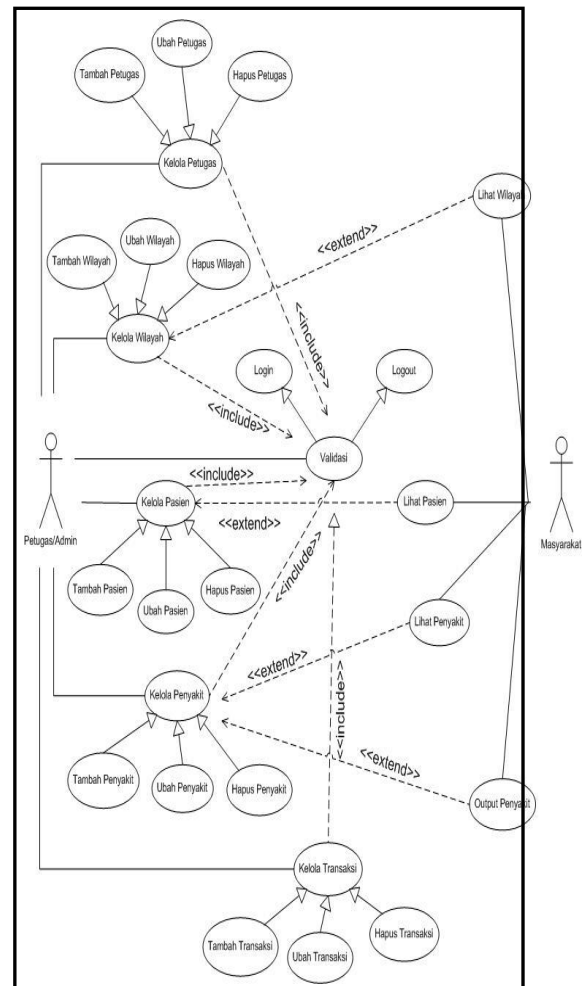 Ubah Petugas
Tambah Petugas
Hapus Petugas
Kelola Petugas
Lihat Wilayah
<<extend>>
Ubah Wilayah
Tambah Wilayah
Hapus Wilayah
<<include>>
Kelola Wilayah
Login
Logout
<<include>>
Validasi
<<include>>
Kelola Pasien
Lihat Pasien
<<extend>>
Petugas/Admin
Masyarakat
<<include>>
Tambah Pasien
Ubah Pasien
Hapus Pasien
Lihat Penyakit
<<extend>>
Kelola Penyakit
<<include>>
<<extend>>
Tambah Penyakit
Ubah Penyakit
Hapus Penyakit
Output Penyakit
Kelola Transaksi
Tambah Transaksi
Ubah Transaksi
Hapus Transaksi